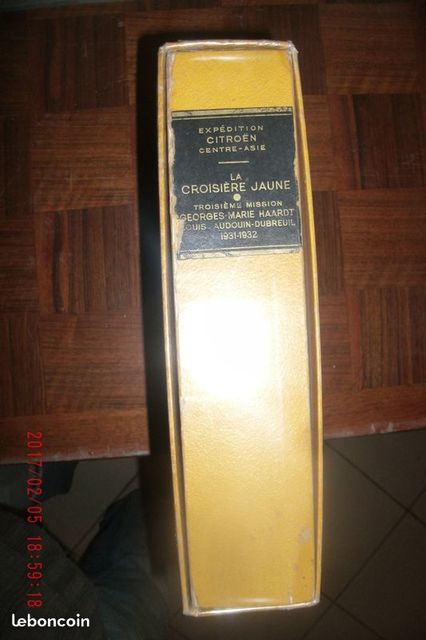 EXPÉDITION
CITROËN
CENTRE-ASIE
LA
CROISIÈRE JAUNE
TROISIÈME MISSION
GEORGES-MARIE HAARDT
LOUIS AUDOUIN-DUBREUIL
1931-1932
2017/02/05 18:59:18
leboncoin